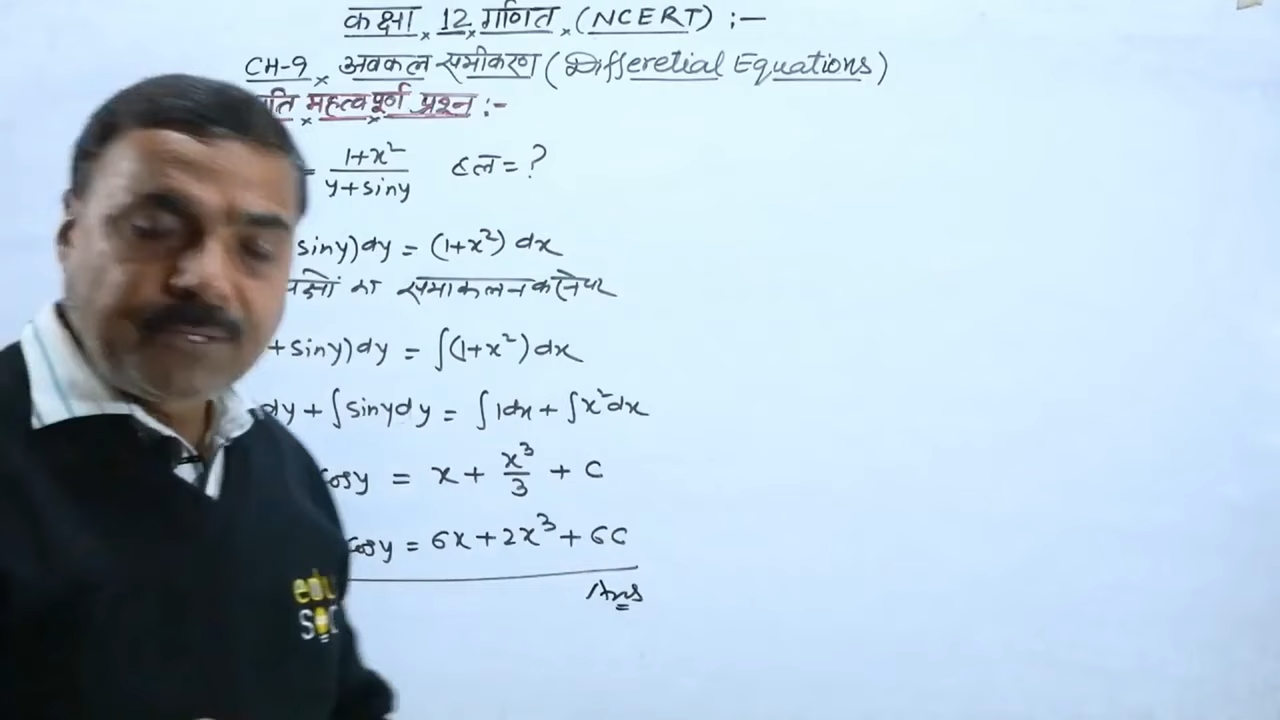 कक्षा × 12 × गणित × (NCERT) :-
CH-9 × अवकल समीकरण (Differetial Equations)
ति × महत्वपूर्ण × प्रश्न :-
= (1+x²)/(y+siny) हल = ?
siny)dy = (1+x²) dx
पक्षों का समाकलन करने पर
+ siny)dy = ∫(1+x²) dx
dy + ∫sinydy = ∫1dx + ∫x²dx
cosy = x + x³/3 + C
cosy = 6x + 2x³ + 6C
Ans
edu